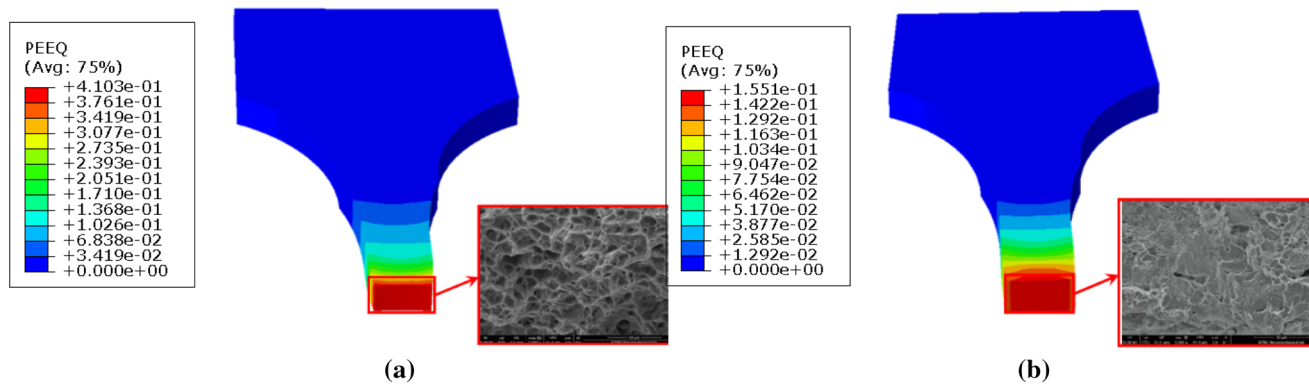 PEEQ
(Avg: 75%)
+4.103e-01
+3.761e-01
+3.419e-01
+3.077e-01
+2.735e-01
+2.393e-01
+2.051e-01
+1.710e-01
+1.368e-01
+1.026e-01
+6.838e-02
+3.419e-02
+0.000e+00
(a)
PEEQ
(Avg: 75%)
+1.551e-01
+1.422e-01
+1.292e-01
+1.163e-01
+1.034e-01
+9.047e-02
+7.754e-02
+6.462e-02
+5.170e-02
+3.877e-02
+2.585e-02
+1.292e-02
+0.000e+00
(b)